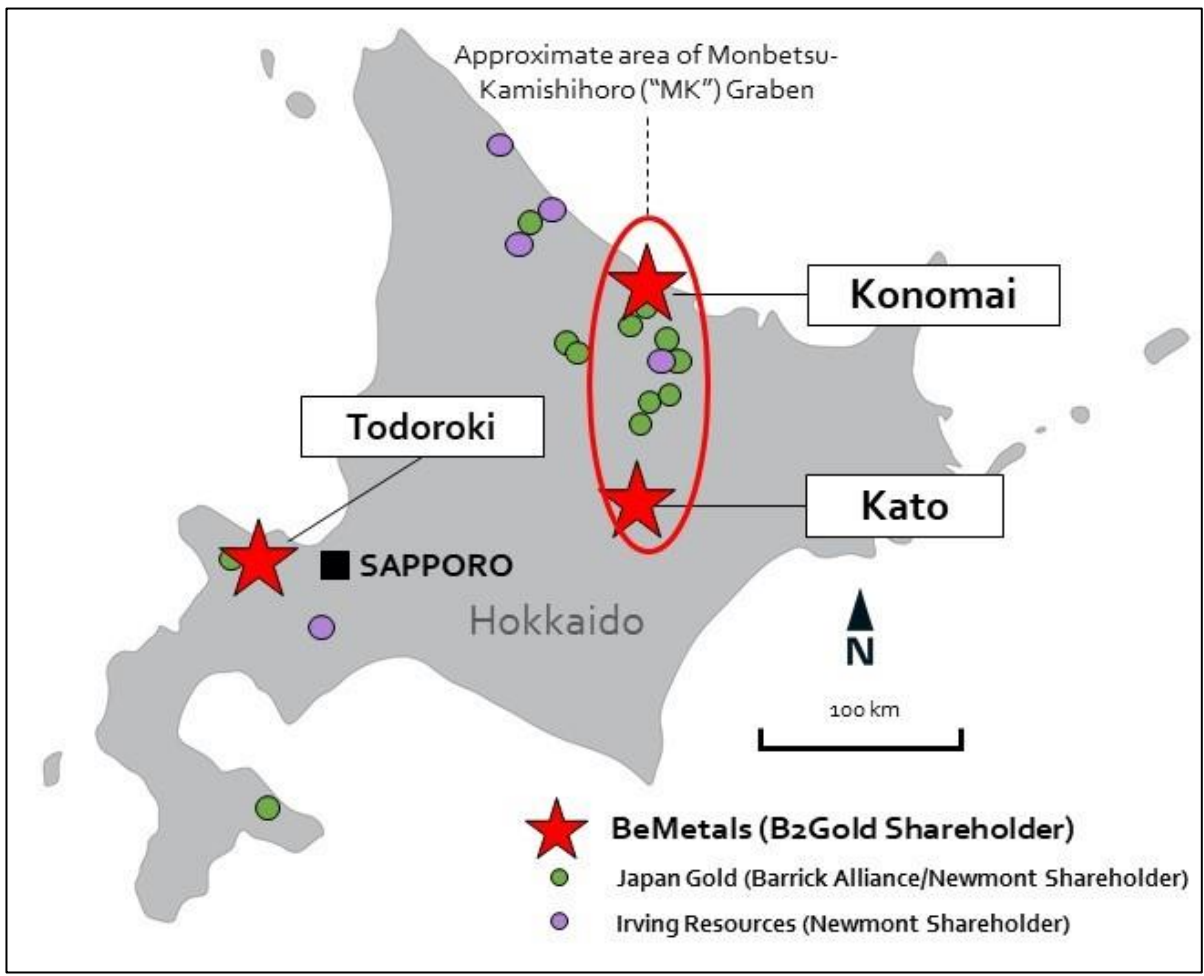 Approximate area of Monbetsu-
Kamishihoro (“MK”) Graben
Konomai
Todoroki
Kato
SAPPORO
Hokkaido
N
100 km
BeMetals (B2Gold Shareholder)
Japan Gold (Barrick Alliance/Newmont Shareholder)
Irving Resources (Newmont Shareholder)